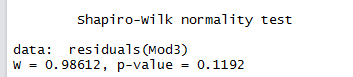 Shapiro-Wilk normality test
data:  residuals(Mod3)
W = 0.98612, p-value = 0.1192